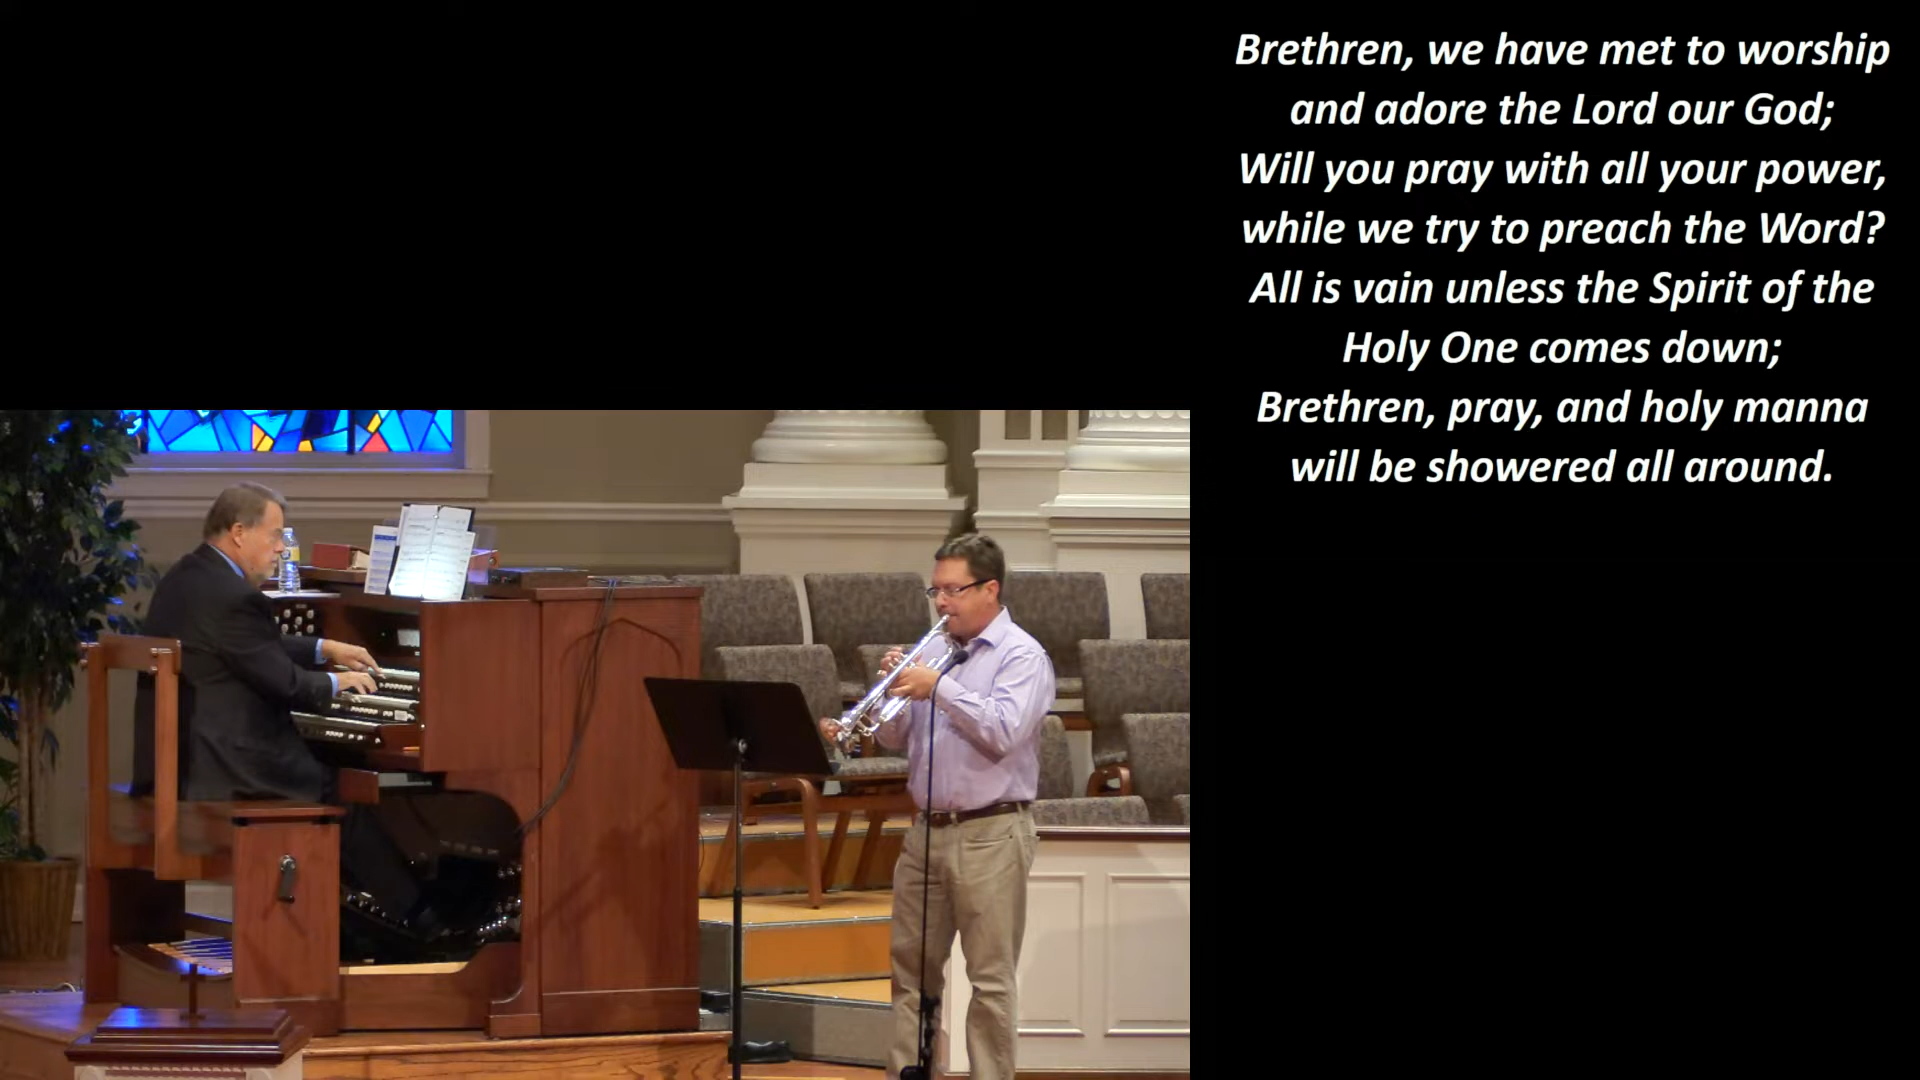 Brethren, we have met to worship
and adore the Lord our God;
Will you pray with all your power,
while we try to preach the Word?
All is vain unless the Spirit of the
Holy One comes down;
Brethren, pray, and holy manna
will be showered all around.